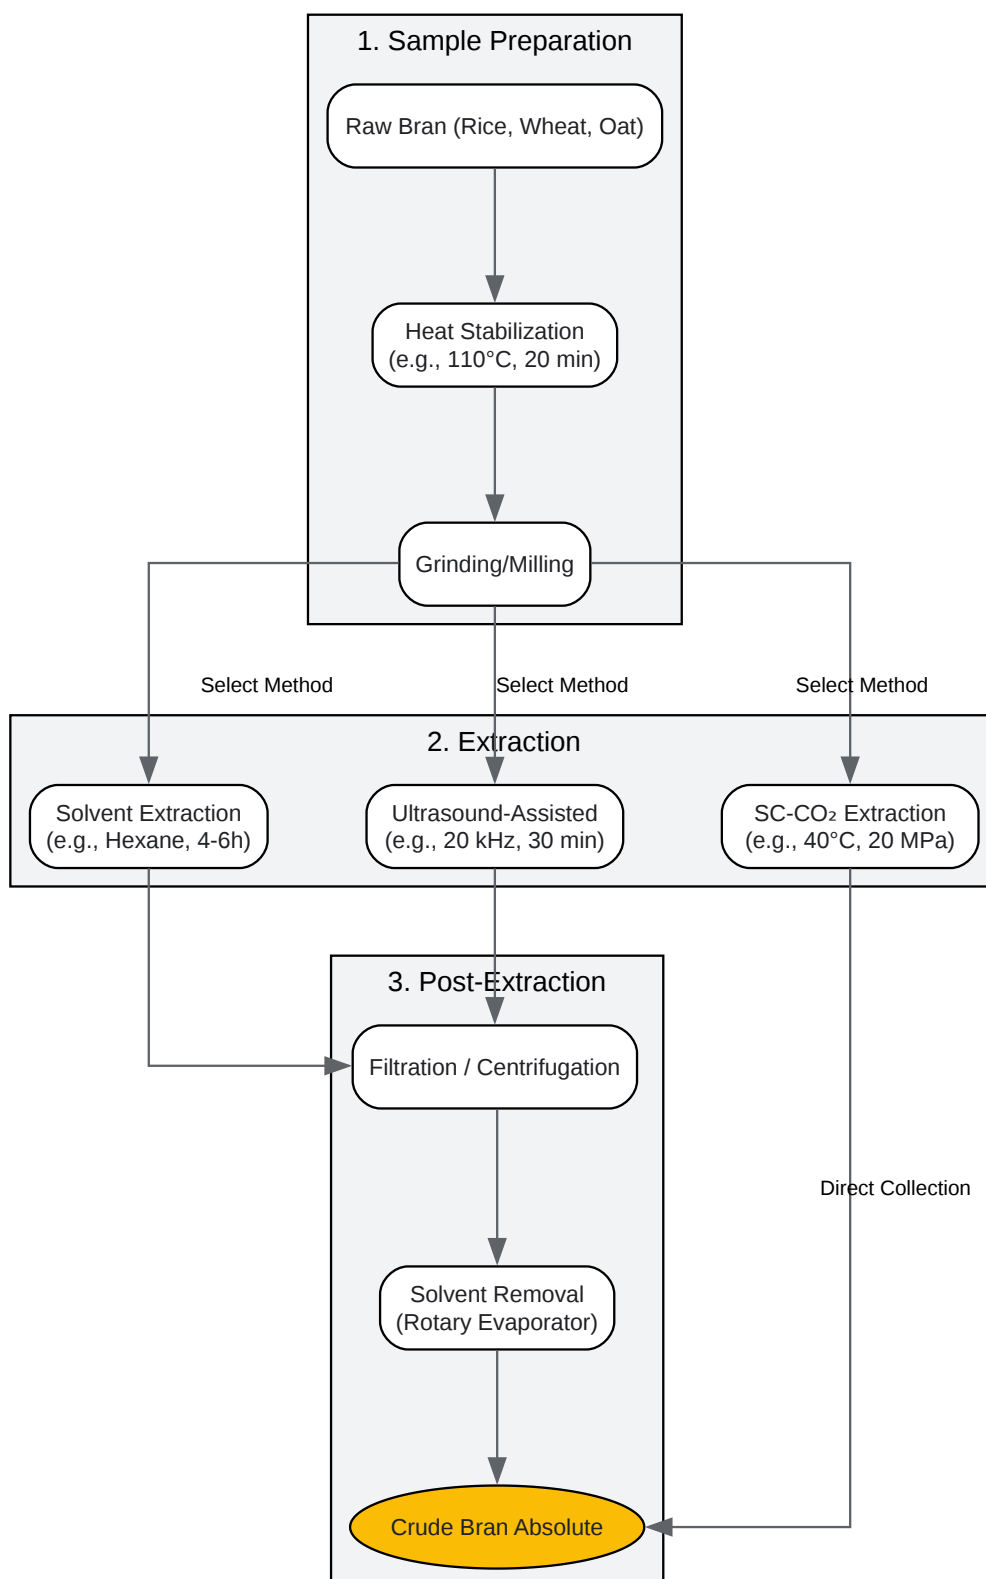 1. Sample Preparation
Raw Bran (Rice, Wheat, Oat)
Heat Stabilization
(e.g., 110°C, 20 min)
Grinding/Milling
Select Method
Select Method
Select Method
2. Extraction
Solvent Extraction
(e.g., Hexane, 4-6h)
Ultrasound-Assisted
(e.g., 20 kHz, 30 min)
SC-CO₂ Extraction
(e.g., 40°C, 20 MPa)
3. Post-Extraction
Filtration / Centrifugation
Direct Collection
Solvent Removal
(Rotary Evaporator)
Crude Bran Absolute